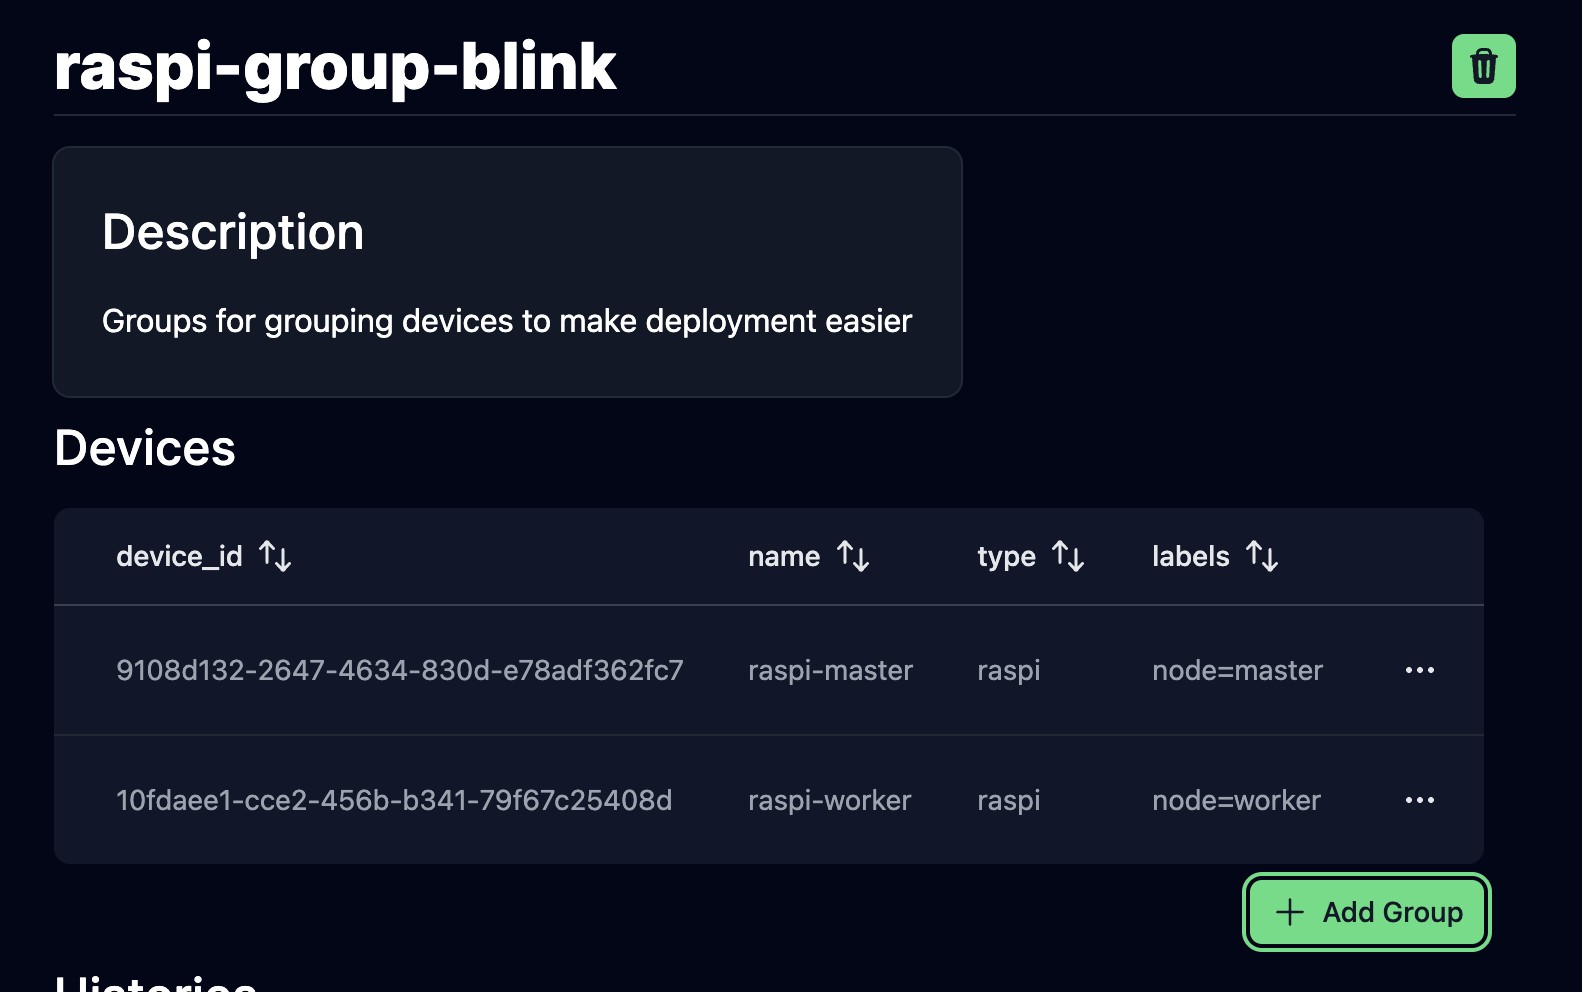 raspi-group-blink
Description
Groups for grouping devices to make deployment easier
Devices
device_id name type labels
9108d132-2647-4634-830d-e78adf362fc7 raspi-master raspi node=master ...
10fdaee1-cce2-456b-b341-79f67c25408d raspi-worker raspi node=worker ...
+ Add Group
Histories